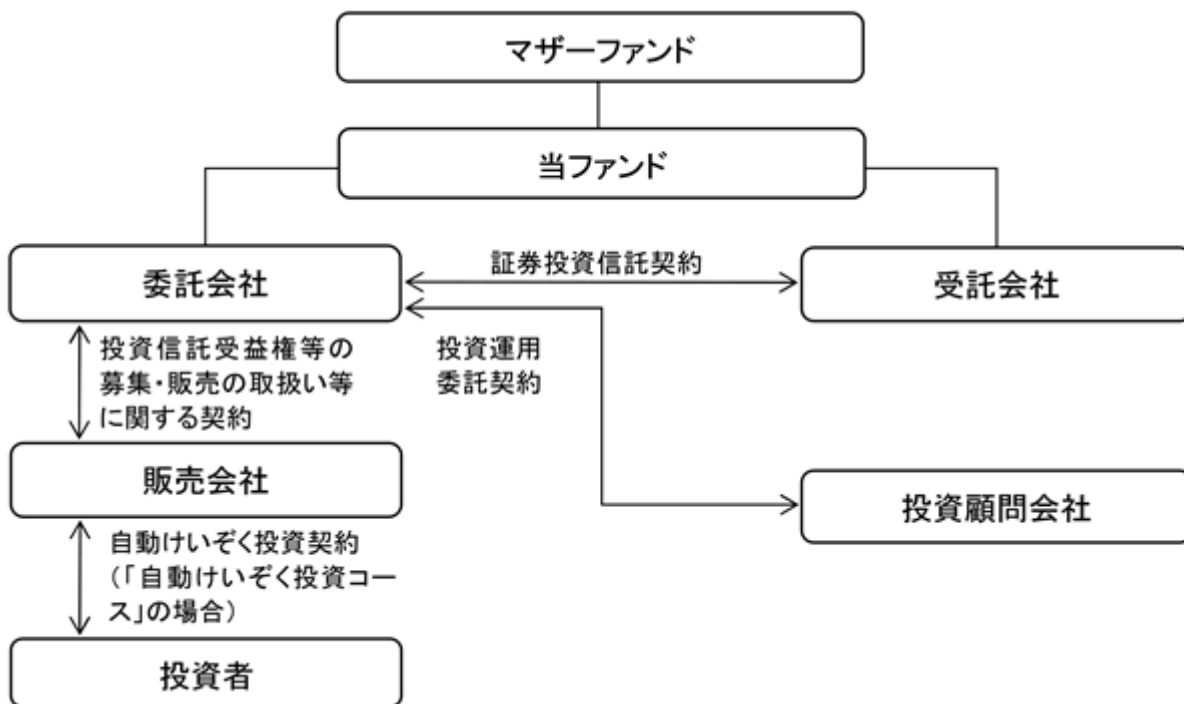 マザーファンド
当ファンド
委託会社
証券投資信託契約
受託会社
投資信託受益権等の
募集・販売の取扱い等
に関する契約
投資運用
委託契約
販売会社
投資顧問会社
自動けいぞく投資契約
（「自動けいぞく投資コー
ス」の場合）
投資者